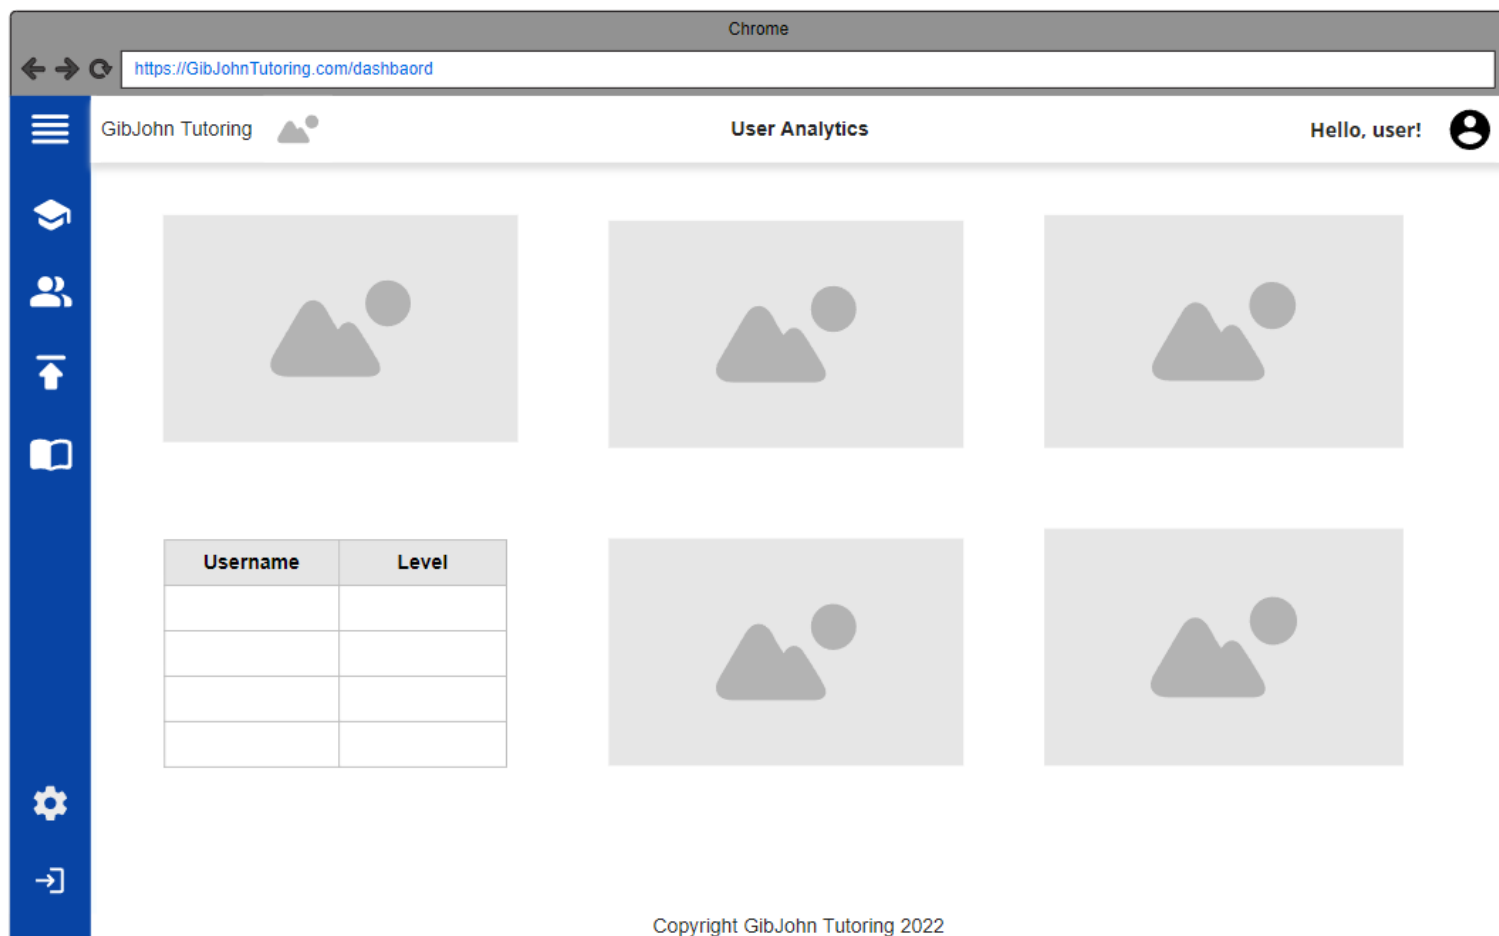 Chrome
https://GibJohnTutoring.com/dashbaord
GibJohn Tutoring
User Analytics
Hello, user!
Username Level
Copyright GibJohn Tutoring 2022